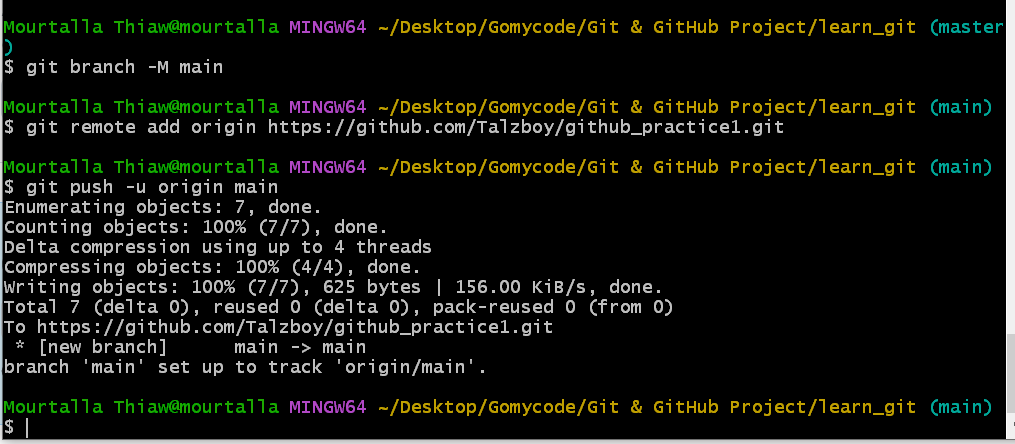 Mourtalla Thiaw@mourtalla MINGW64 ~/Desktop/Gomycode/Git & GitHub Project/learn_git (master
)
$ git branch -M main
Mourtalla Thiaw@mourtalla MINGW64 ~/Desktop/Gomycode/Git & GitHub Project/learn_git (main)
$ git remote add origin https://github.com/Talzboy/github_practice1.git
Mourtalla Thiaw@mourtalla MINGW64 ~/Desktop/Gomycode/Git & GitHub Project/learn_git (main)
$ git push -u origin main
Enumerating objects: 7, done.
Counting objects: 100% (7/7), done.
Delta compression using up to 4 threads
Compressing objects: 100% (4/4), done.
Writing objects: 100% (7/7), 625 bytes | 156.00 KiB/s, done.
Total 7 (delta 0), reused 0 (delta 0), pack-reused 0 (from 0)
To https://github.com/Talzboy/github_practice1.git
 * [new branch]      main -> main
branch 'main' set up to track 'origin/main'.
Mourtalla Thiaw@mourtalla MINGW64 ~/Desktop/Gomycode/Git & GitHub Project/learn_git (main)
$